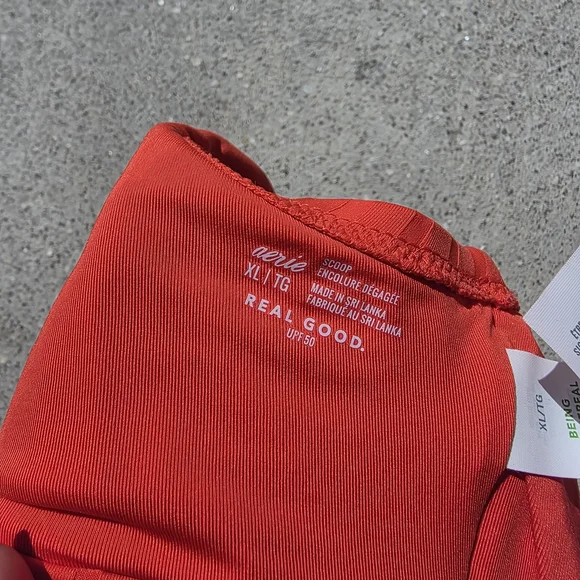 aerie
XL / TG
SCOOP
ENCOLURE DÉGAGÉE
MADE IN SRI LANKA
FABRIQUÉ AU SRI LANKA
REAL GOOD.
UPF 50
XL/TG
BEING
REAL